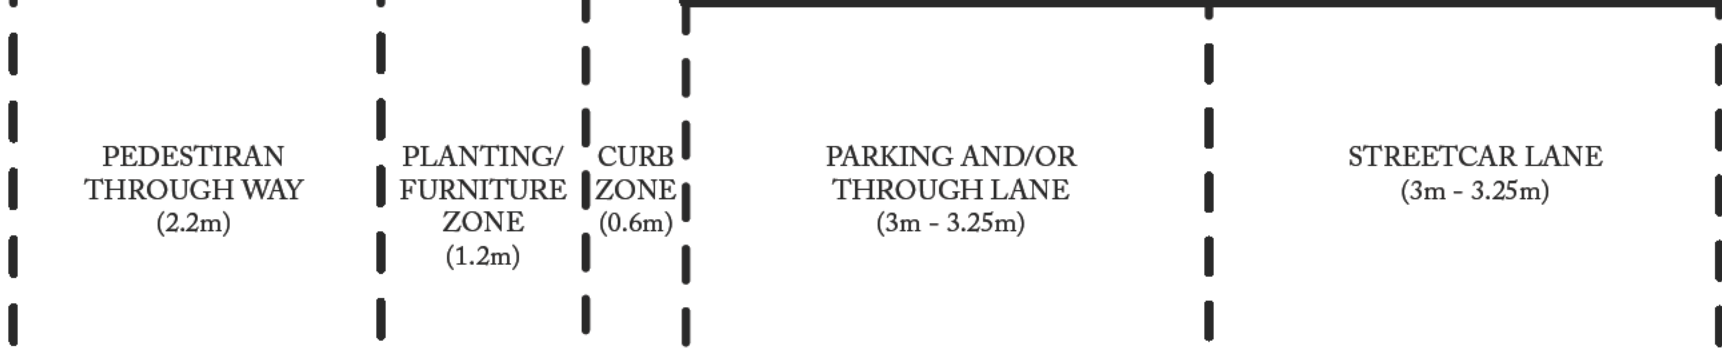 PEDESTIRAN
THROUGH WAY
(2.2m)
PLANTING/
FURNITURE
ZONE
(1.2m)
CURB
ZONE
(0.6m)
PARKING AND/OR
THROUGH LANE
(3m - 3.25m)
STREETCAR LANE
(3m - 3.25m)